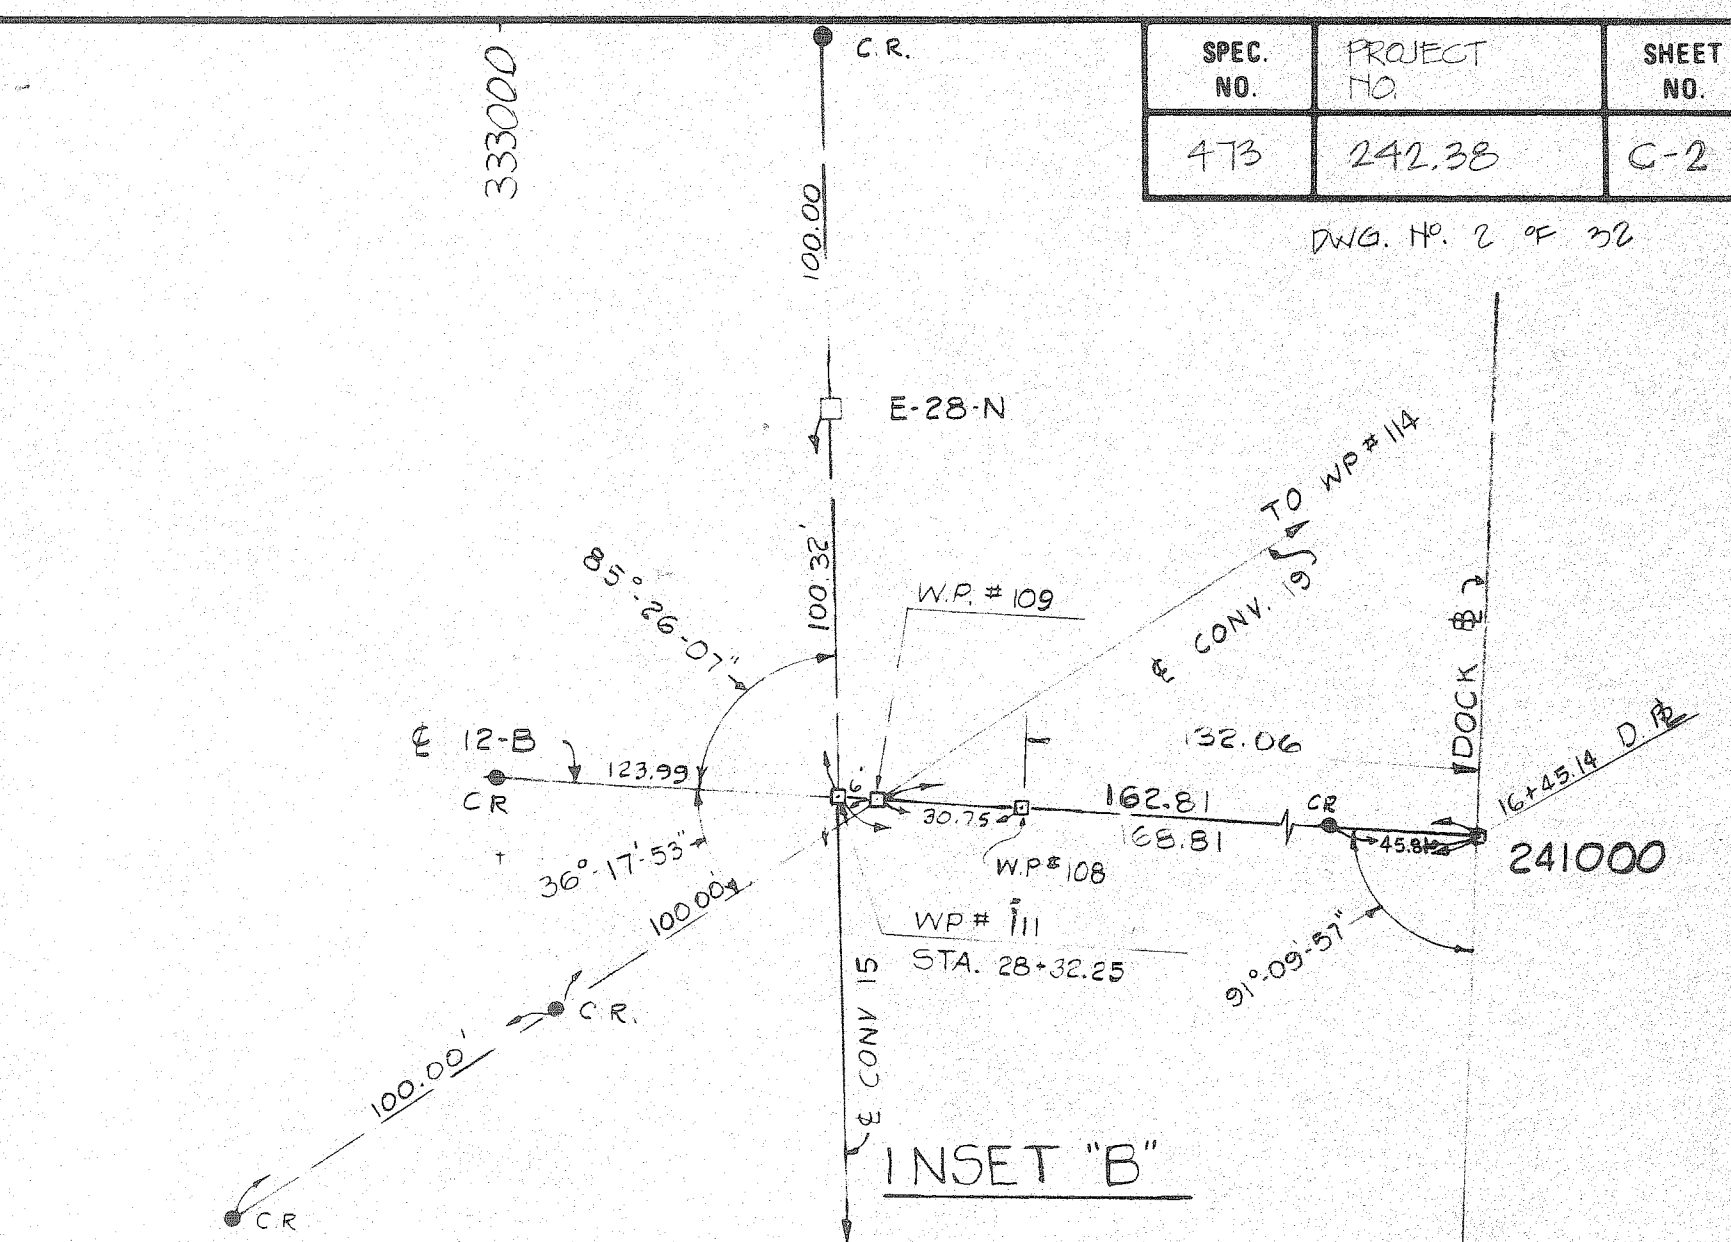 333000
C.R.
SPEC. NO.
PROJECT NO.
SHEET NO.
473
242.38
C-2
DWG. Nº. 2 OF 32
100.00
E-28-N
TO WP # 114
℄ CONV. 19
100.32'
85°-26-07"
W.P. # 109
DOCK ⅊
℄ 12-B
123.99
CR
6'
30.75
132.06
162.81
168.81
CR
45.81
16+45.14 D.
241000
W.P # 108
36°-17'-53"
100.00'
WP # 111
STA. 28+32.25
91°-09'-57"
℄ CONV 15
C.R.
100.00'
INSET "B"
C.R